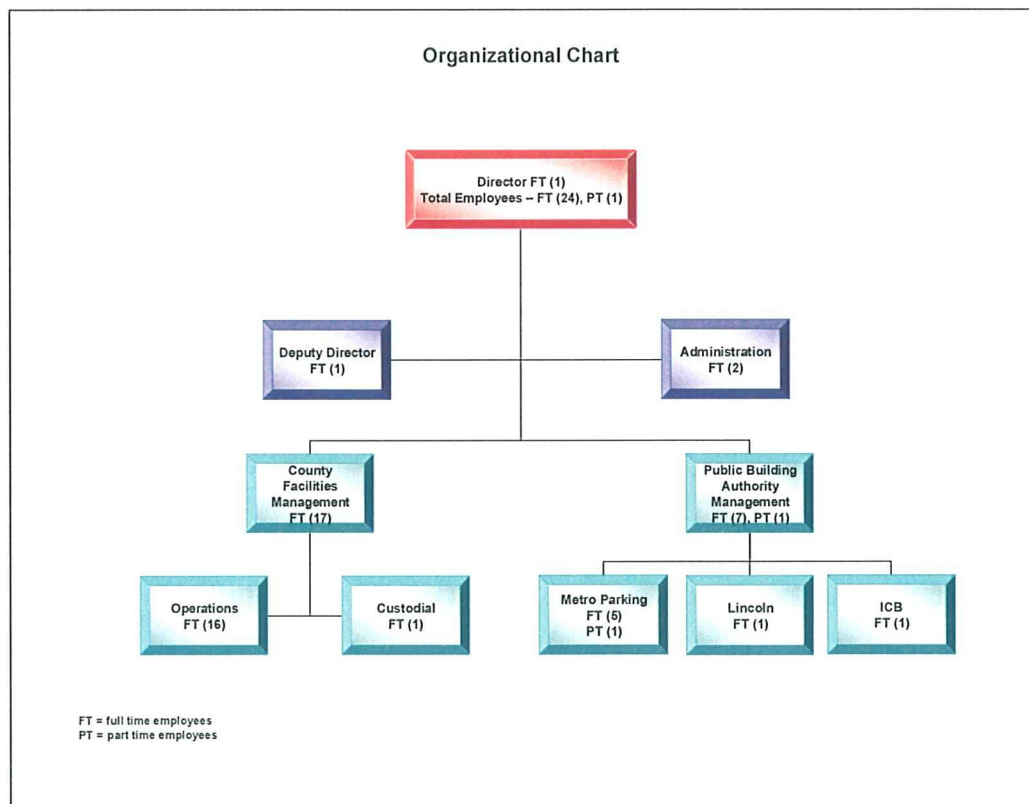 Organizational Chart
Director FT (1)
Total Employees – FT (24), PT (1)
Deputy Director
FT (1)
Administration
FT (2)
County
Facilities
Management
FT (17)
Public Building
Authority
Management
FT (7), PT (1)
Operations
FT (16)
Custodial
FT (1)
Metro Parking
FT (5)
PT (1)
Lincoln
FT (1)
ICB
FT (1)
FT = full time employees
PT = part time employees